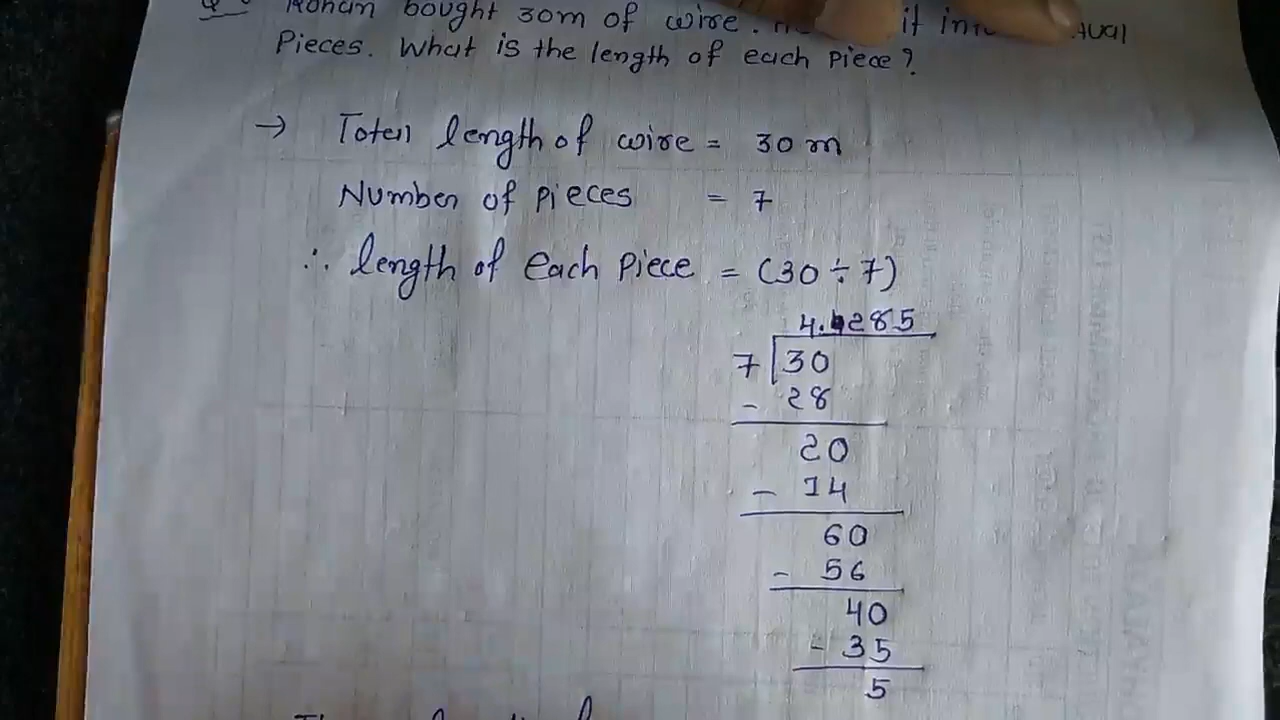 Rohan bought 30m of wire. it
Pieces. What is the length of each piece?
→ Total length of wire = 30 m
Number of pieces = 7
∴ length of each piece = (30 ÷ 7)
4. 285
7 30
- 28
20
- 14
60
- 56
40
- 35
5